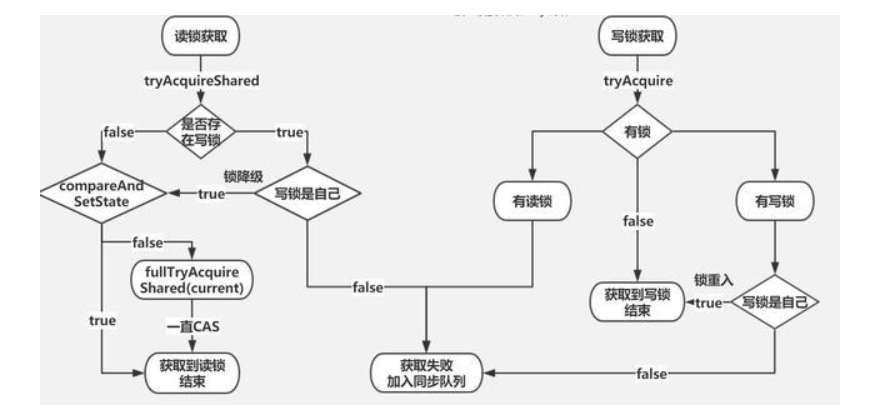 读锁获取
写锁获取
tryAcquireShared
tryAcquire
是否存
在写锁
false
true
有锁
compareAnd
SetState
锁降级
true
写锁是自己
有读锁
有写锁
false
false
fullTryAcquire
Shared(current)
false
锁重入
获取到写锁
结束
true
写锁是自己
true
一直CAS
获取到读锁
结束
获取失败
加入同步队列
false